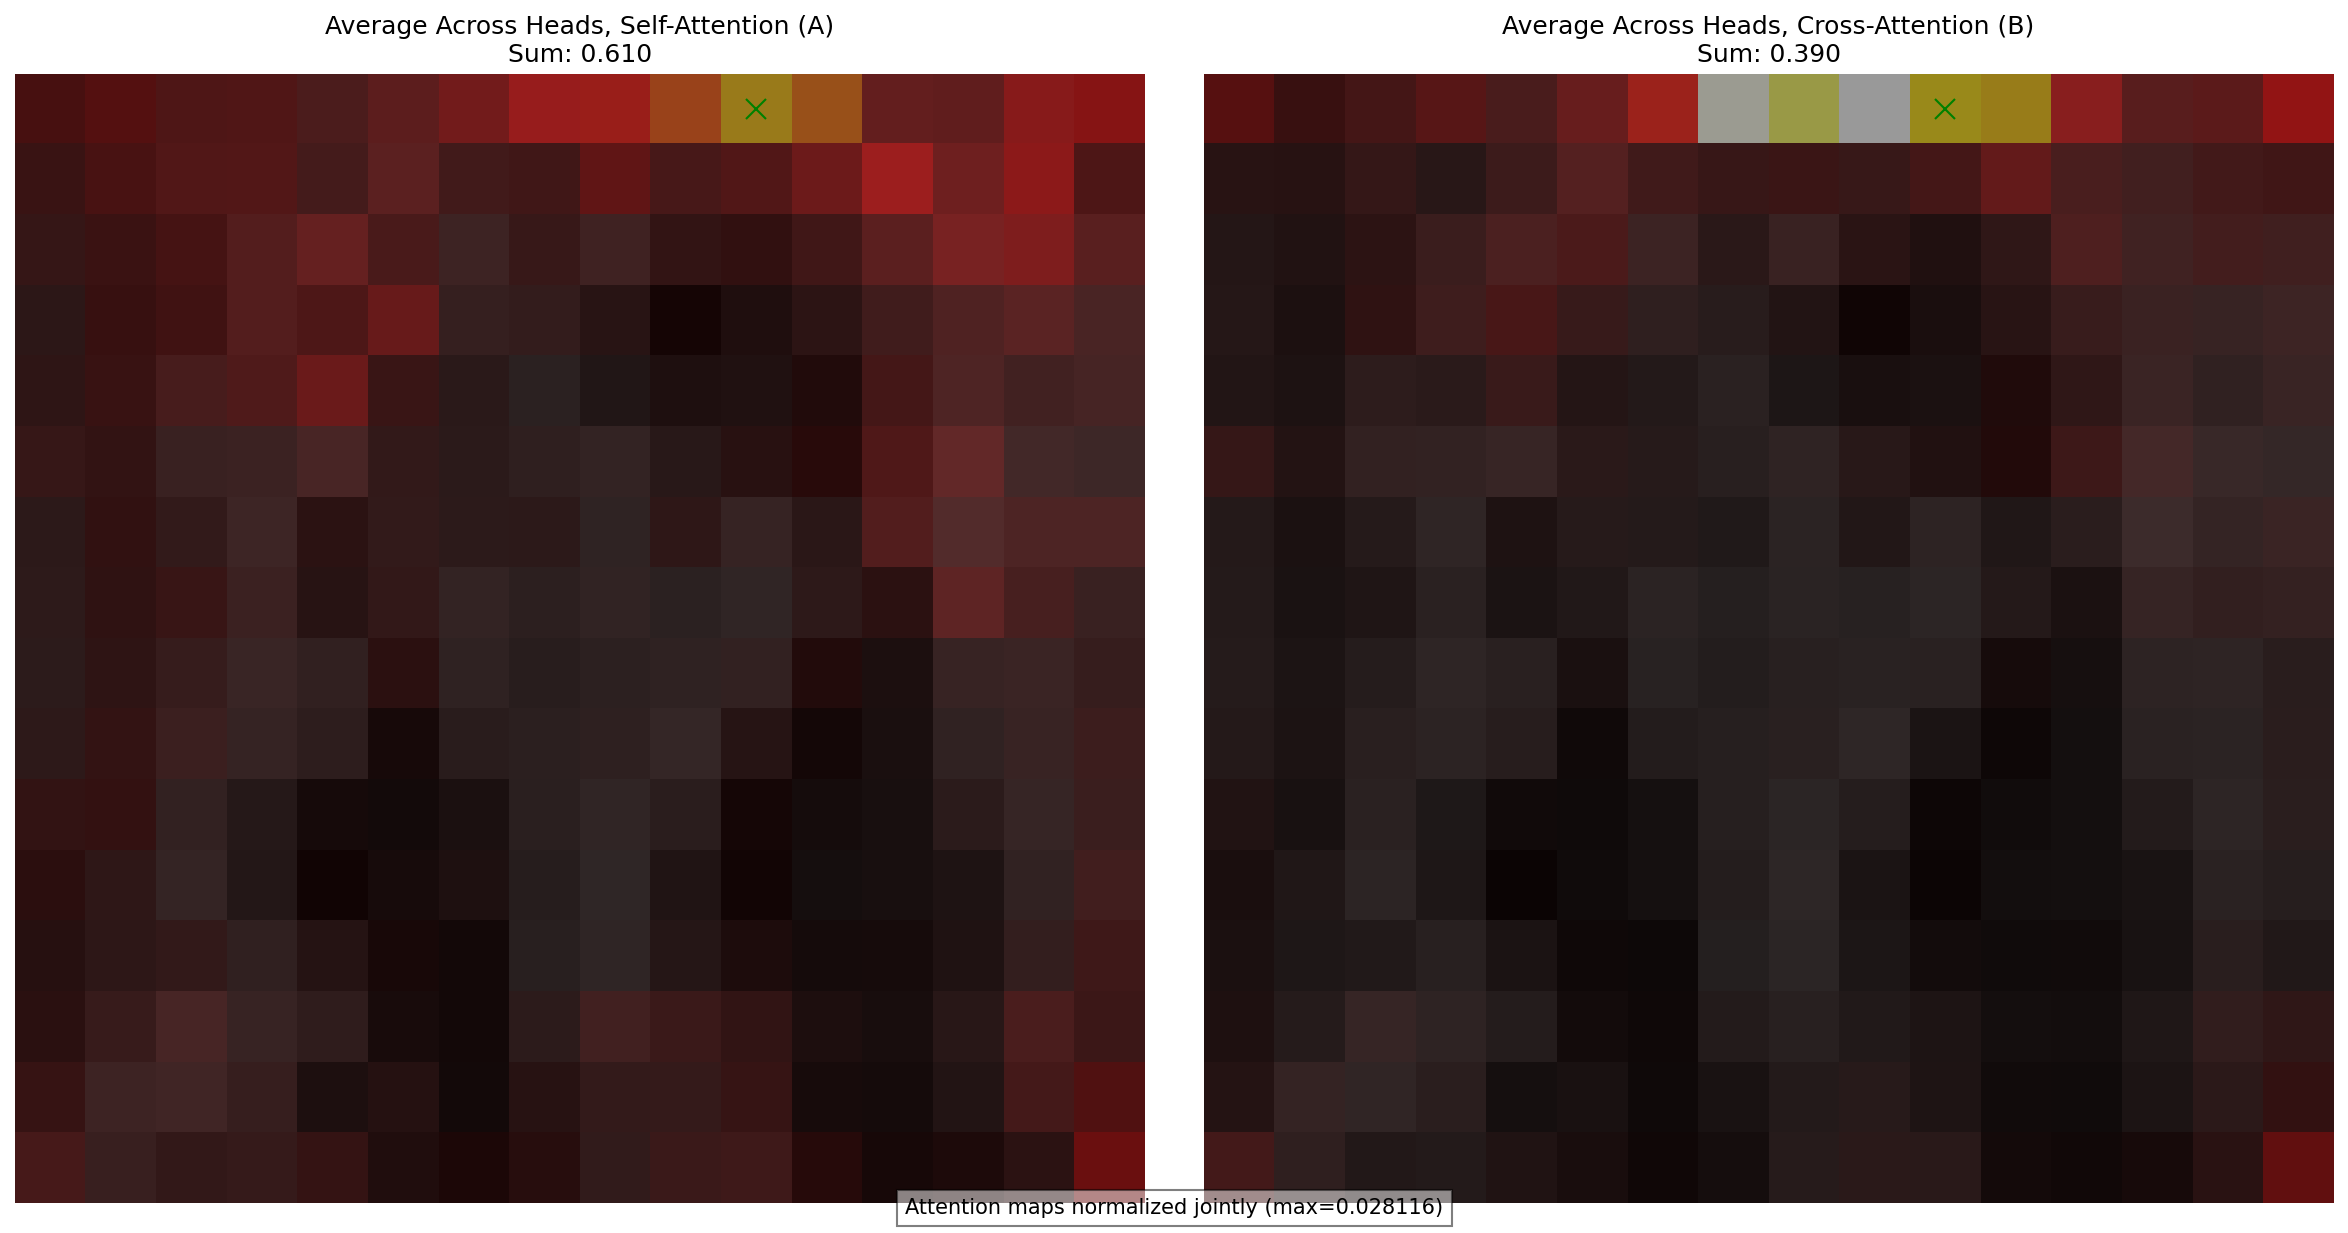 Average Across Heads, Self-Attention (A)
Sum: 0.610
Average Across Heads, Cross-Attention (B)
Sum: 0.390
Attention maps normalized jointly (max=0.028116)